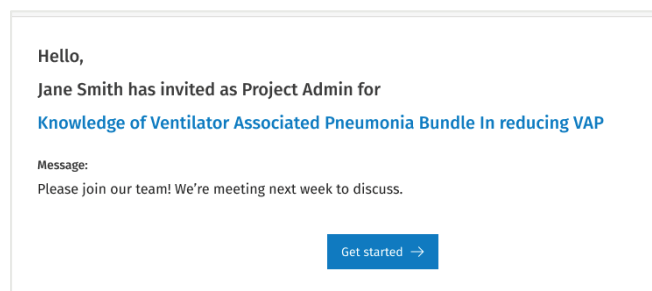 Hello,
Jane Smith has invited as Project Admin for
Knowledge of Ventilator Associated Pneumonia Bundle In reducing VAP
Message:
Please join our team! We’re meeting next week to discuss.
Get started →